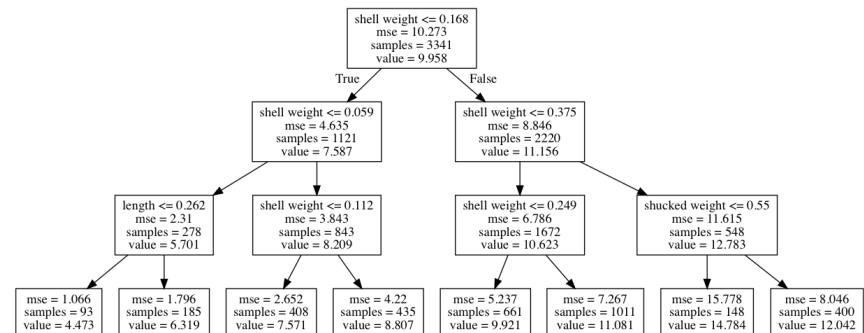 shell weight <= 0.168
mse = 10.273
samples = 3341
value = 9.958
True
False
shell weight <= 0.059
mse = 4.635
samples = 1121
value = 7.587
shell weight <= 0.375
mse = 8.846
samples = 2220
value = 11.156
length <= 0.262
mse = 2.31
samples = 278
value = 5.701
shell weight <= 0.112
mse = 3.843
samples = 843
value = 8.209
shell weight <= 0.249
mse = 6.786
samples = 1672
value = 10.623
shucked weight <= 0.55
mse = 11.615
samples = 548
value = 12.783
mse = 1.066
samples = 93
value = 4.473
mse = 1.796
samples = 185
value = 6.319
mse = 2.652
samples = 408
value = 7.571
mse = 4.22
samples = 435
value = 8.807
mse = 5.237
samples = 661
value = 9.921
mse = 7.267
samples = 1011
value = 11.081
mse = 15.778
samples = 148
value = 14.784
mse = 8.046
samples = 400
value = 12.042